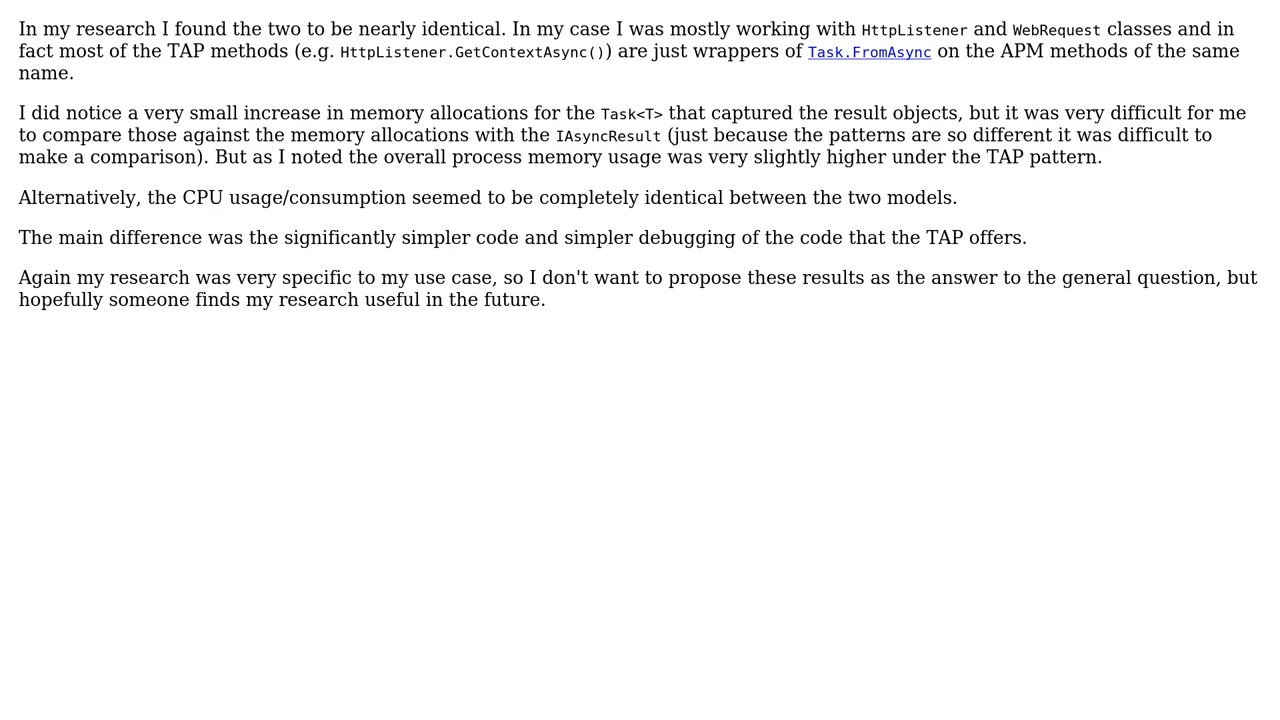 In my research I found the two to be nearly identical. In my case I was mostly working with HttpListener and WebRequest classes and in
fact most of the TAP methods (e.g. HttpListener.GetContextAsync()) are just wrappers of Task.FromAsync on the APM methods of the same
name.
I did notice a very small increase in memory allocations for the Task<T> that captured the result objects, but it was very difficult for me
to compare those against the memory allocations with the IAsyncResult (just because the patterns are so different it was difficult to
make a comparison). But as I noted the overall process memory usage was very slightly higher under the TAP pattern.
Alternatively, the CPU usage/consumption seemed to be completely identical between the two models.
The main difference was the significantly simpler code and simpler debugging of the code that the TAP offers.
Again my research was very specific to my use case, so I don't want to propose these results as the answer to the general question, but
hopefully someone finds my research useful in the future.